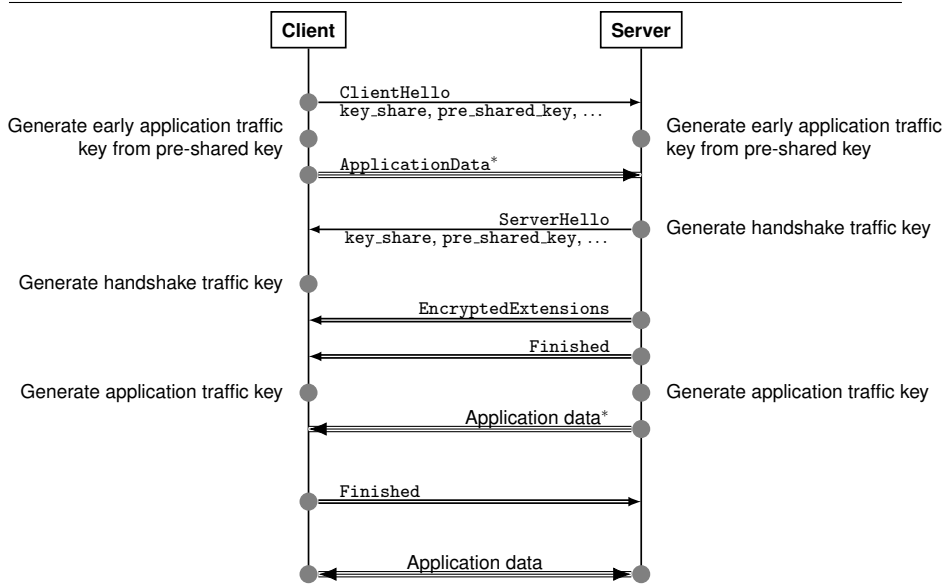 Client
Server
ClientHello
key_share, pre_shared_key, ...
Generate early application traffic
key from pre-shared key
Generate early application traffic
key from pre-shared key
ApplicationData*
ServerHello
key_share, pre_shared_key, ...
Generate handshake traffic key
Generate handshake traffic key
EncryptedExtensions
Finished
Generate application traffic key
Generate application traffic key
Application data*
Finished
Application data